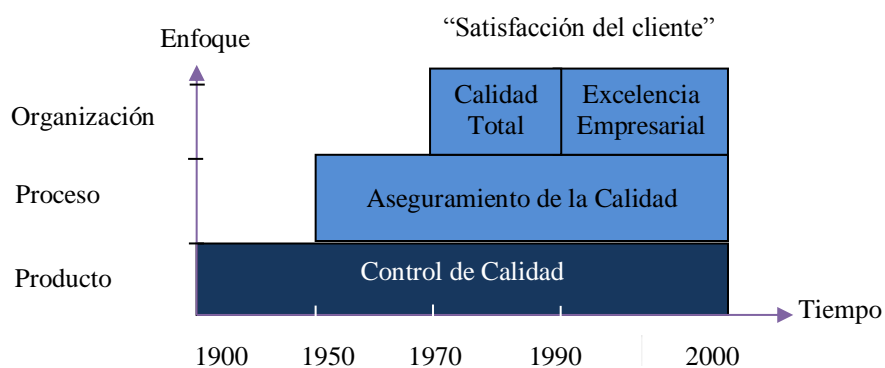 “Satisfacción del cliente”
Enfoque
Organización
Calidad
Total
Excelencia
Empresarial
Proceso
Aseguramiento de la Calidad
Producto
Control de Calidad
Tiempo
1900 1950 1970 1990 2000